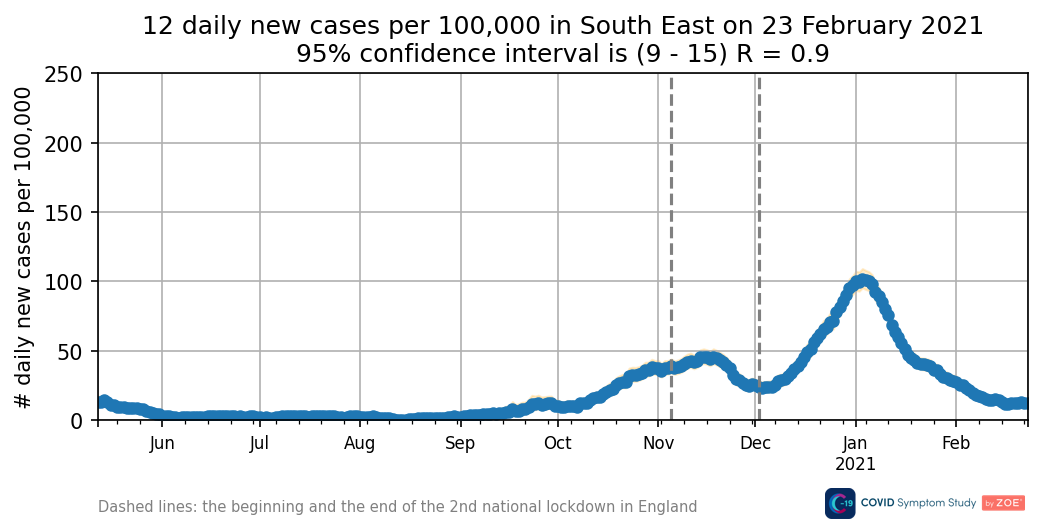 12 daily new cases per 100,000 in South East on 23 February 2021
95% confidence interval is (9 - 15) R = 0.9
# daily new cases per 100,000
250
200
150
100
50
0
Jun Jul Aug Sep Oct Nov Dec Jan Feb
2021
Dashed lines: the beginning and the end of the 2nd national lockdown in England
C-19 COVID Symptom Study by ZOE